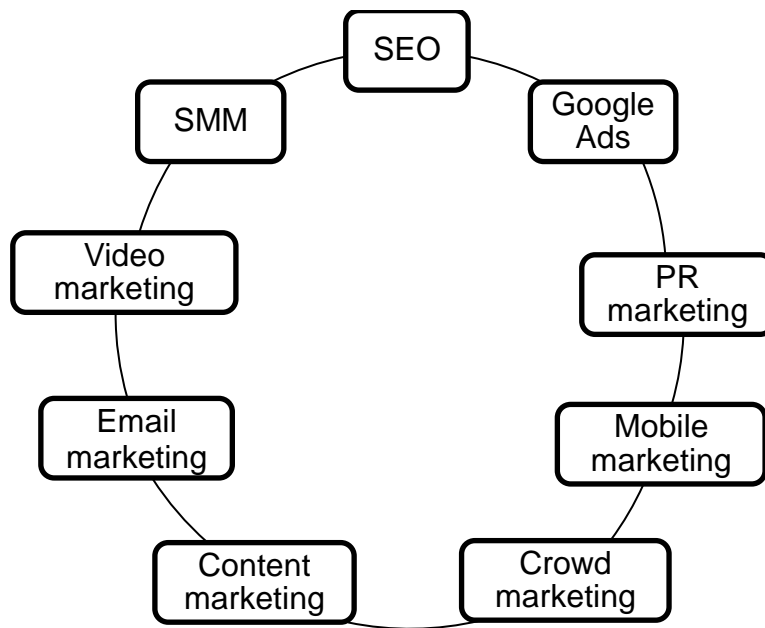 SEO
Google
Ads
PR
marketing
Mobile
marketing
Crowd
marketing
Content
marketing
Email
marketing
Video
marketing
SMM